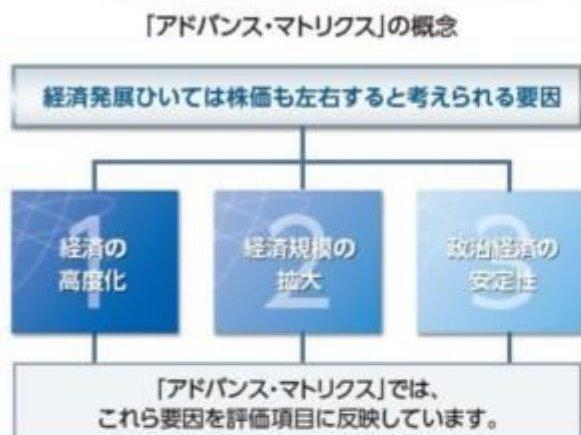 「アドバンス・マトリクス」の概念
経済発展ひいては株価も左右すると考えられる要因
1
経済の
高度化
2
経済規模の
拡大
3
政治経済の
安定性
「アドバンス・マトリクス」では、
これら要因を評価項目に反映しています。